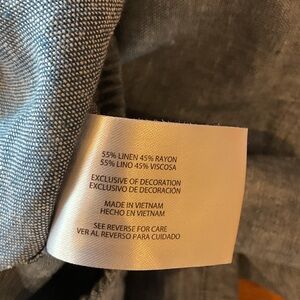 55% LINEN 45% RAYON
55% LINO 45% VISCOSA
EXCLUSIVE OF DECORATION
EXCLUSIVO DE DECORACIÓN
MADE IN VIETNAM
HECHO EN VIETNAM
SEE REVERSE FOR CARE
VER AL REVERSO PARA CUIDADO